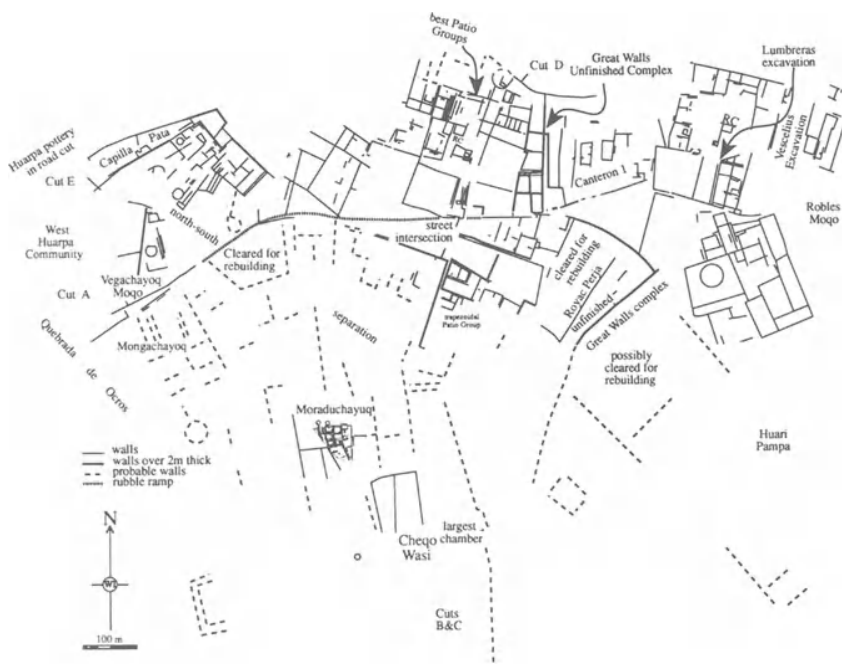 best Patio
Groups
Cut D
Great Walls
Unfinished Complex
Lumbreras
excavation
Huarpa pottery
in road cut
Capilla Pata
Cut E
RC
Vescelius
Excavation
Canteron 1
Robles
Moqo
West
Huarpa
Community
north-south
street
intersection
Cleared for
rebuilding
cleared for
rebuilding
Royac Perja
unfinished
Great Walls complex
Vegachayoq
Moqo
Cut A
separation
trapezoidal
Patio Group
possibly
cleared for
rebuilding
Mongachayoq
Quebrada de Ocros
Moraduchayuq
Huari
Pampa
walls
walls over 2m thick
probable walls
rubble ramp
largest
chamber
Cheqo
Wasi
N
Cuts
B&C
100 m